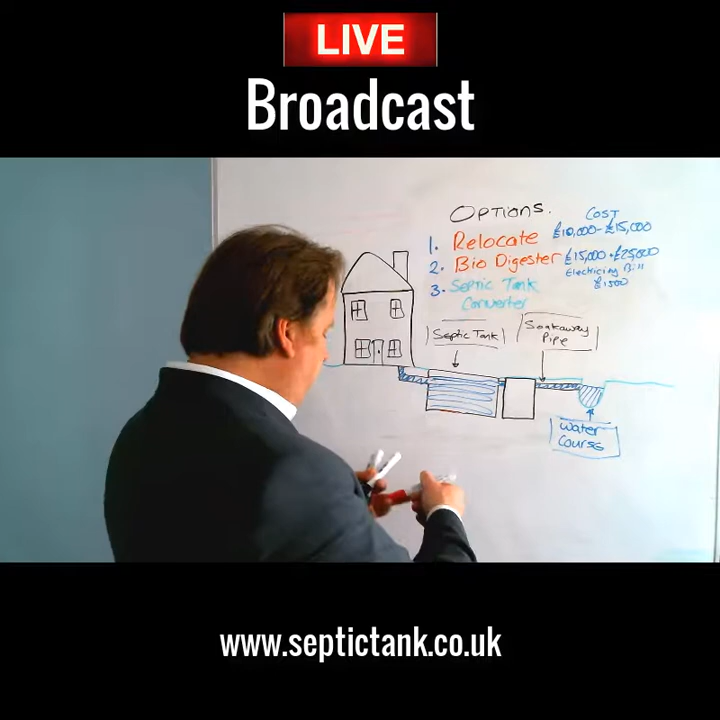 LIVE
Broadcast
OPTIONS.
COST
1. Relocate £10,000-£15,000
2. Bio Digester £15,000-£25,000
Electricity Bill
£1500
3. Septic Tank
Converter
Septic Tank
Soakaway
Pipe
Water
Course
www.septictank.co.uk